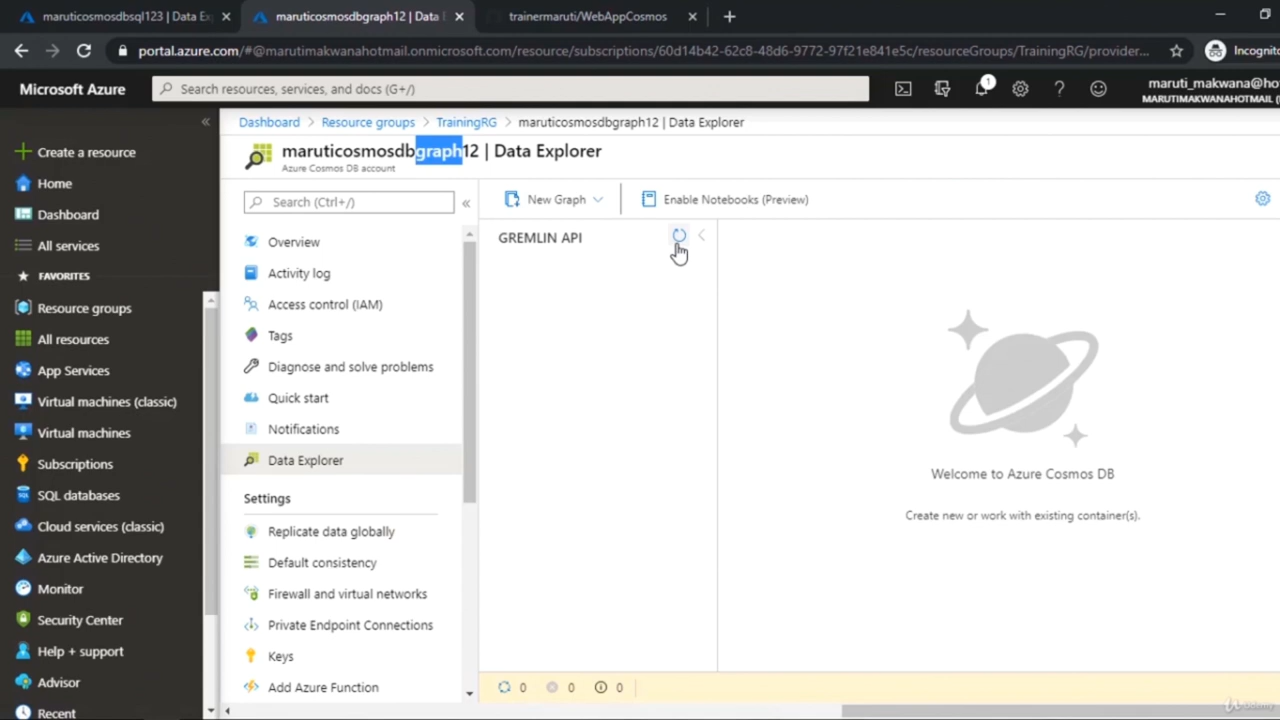 maruticosmosdbsql123 | Data Ex
maruticosmosdbgraph12 | Data
trainermaruti/WebAppCosmos
portal.azure.com/#@marutimakwanahotmail.onmicrosoft.com/resource/subscriptions/60d14b42-62c8-48d6-9772-97f21e841e5c/resourceGroups/TrainingRG/provider...
Incognito
Microsoft Azure
Search resources, services, and docs (G+/)
1
maruti_makwana@ho
MARUTIMAKWANAHOTMAIL (
Dashboard
Resource groups
TrainingRG
maruticosmosdbgraph12 | Data Explorer
maruticosmosdbgraph12 | Data Explorer
Azure Cosmos DB account
Create a resource
Home
Dashboard
All services
FAVORITES
Resource groups
All resources
App Services
Virtual machines (classic)
Virtual machines
Subscriptions
SQL databases
Cloud services (classic)
Azure Active Directory
Monitor
Security Center
Help + support
Advisor
Recent
Search (Ctrl+/)
Overview
Activity log
Access control (IAM)
Tags
Diagnose and solve problems
Quick start
Notifications
Data Explorer
Settings
Replicate data globally
Default consistency
Firewall and virtual networks
Private Endpoint Connections
Keys
Add Azure Function
New Graph
Enable Notebooks (Preview)
GREMLIN API
Welcome to Azure Cosmos DB
Create new or work with existing container(s).
0
0
0
Udemy